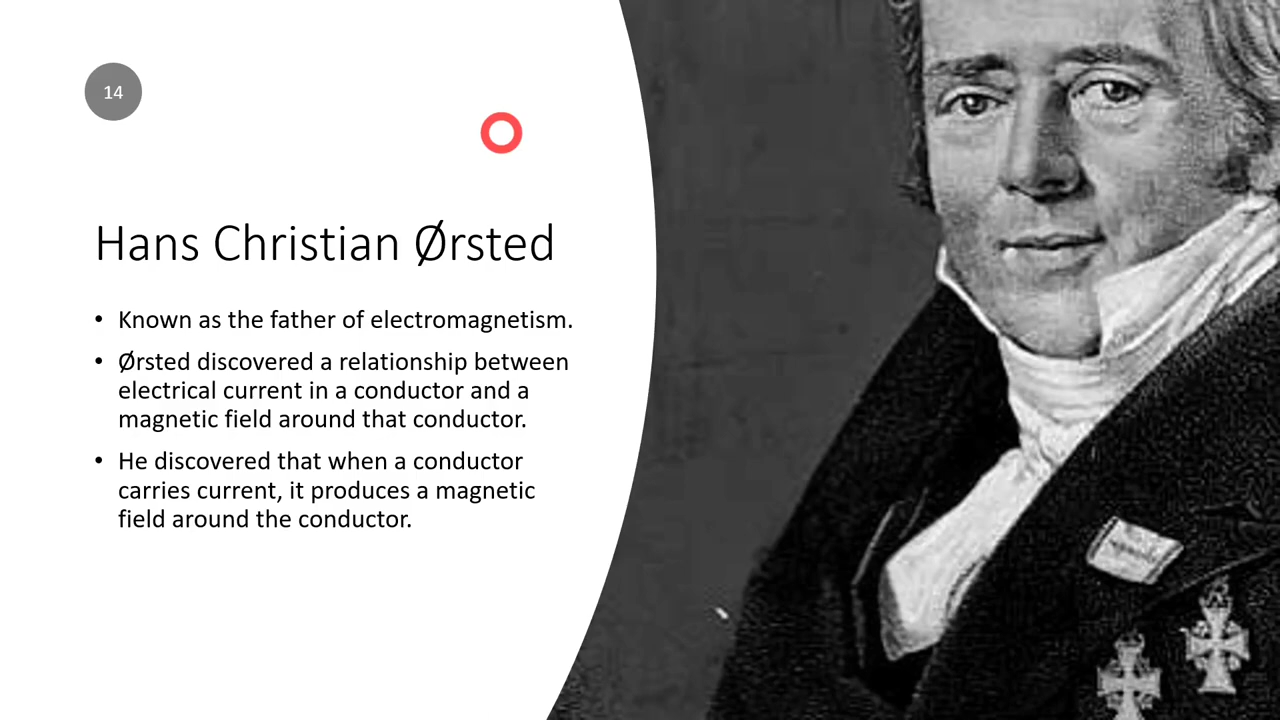 14
Hans Christian Ørsted
• Known as the father of electromagnetism.
• Ørsted discovered a relationship between
electrical current in a conductor and a
magnetic field around that conductor.
• He discovered that when a conductor
carries current, it produces a magnetic
field around the conductor.